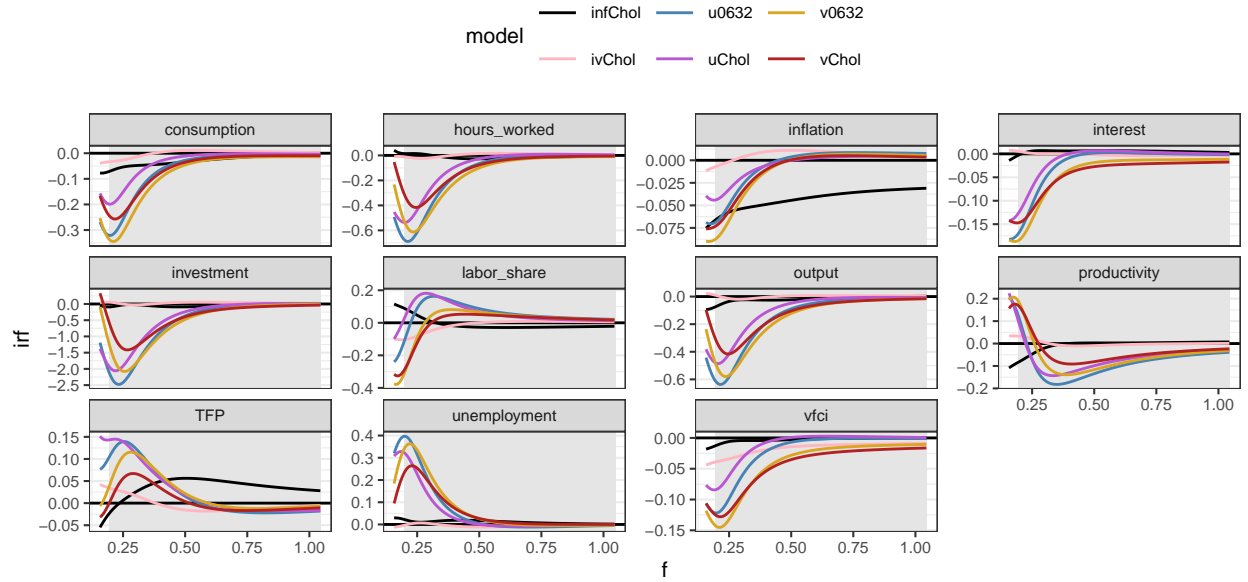 infChol u0632 v0632
model
ivChol uChol vChol
consumption hours_worked inflation interest
0.0 −0.1 −0.2 −0.3
0.0 −0.2 −0.4 −0.6
0.000 −0.025 −0.050 −0.075
0.00 −0.05 −0.10 −0.15
investment labor_share output productivity
0.0 −0.5 −1.0 −1.5 −2.0 −2.5
0.2 0.0 −0.2 −0.4
0.0 −0.2 −0.4 −0.6
0.2 0.1 0.0 −0.1 −0.2
0.25 0.50 0.75 1.00
irf
TFP unemployment vfci
0.15 0.10 0.05 0.00 −0.05
0.4 0.3 0.2 0.1 0.0
0.00 −0.05 −0.10 −0.15
0.25 0.50 0.75 1.00 0.25 0.50 0.75 1.00 0.25 0.50 0.75 1.00
f